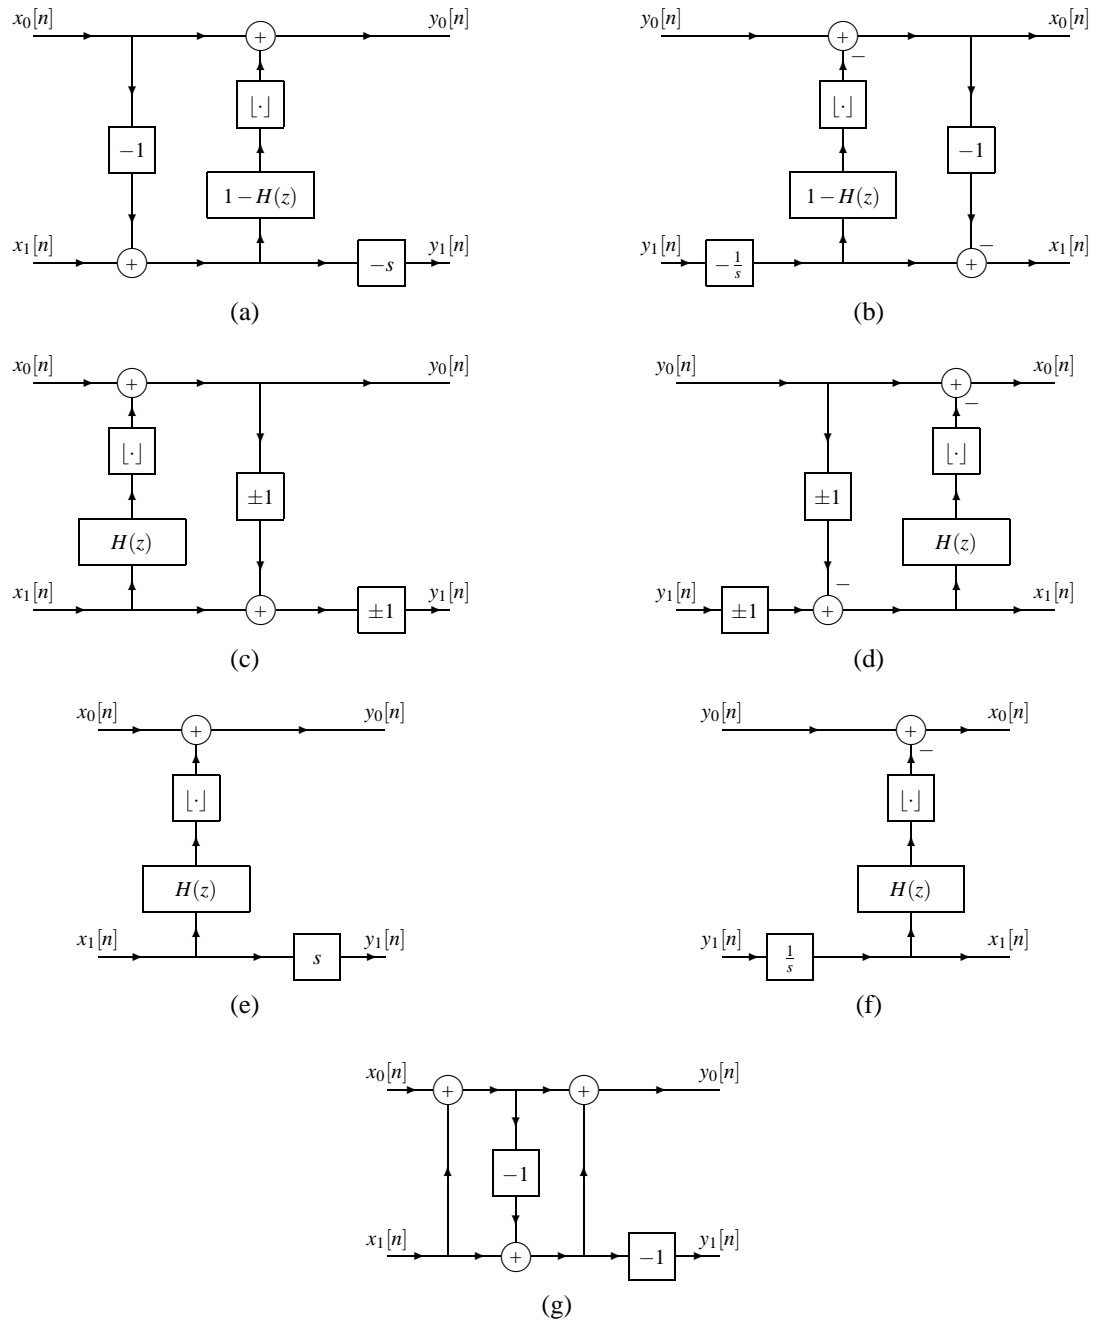 x₀[n] + y₀[n]
⌊·⌋
−1
1 − H(z)
x₁[n] + −s y₁[n]
(a)
y₀[n] + − x₀[n]
⌊·⌋
−1
1 − H(z)
y₁[n] −1/s − + x₁[n]
(b)
x₀[n] + y₀[n]
⌊·⌋
±1
H(z)
x₁[n] + ±1 y₁[n]
(c)
y₀[n] + − x₀[n]
⌊·⌋
±1
H(z)
y₁[n] ±1 − + x₁[n]
(d)
x₀[n] + y₀[n]
⌊·⌋
H(z)
x₁[n] s y₁[n]
(e)
y₀[n] + − x₀[n]
⌊·⌋
H(z)
y₁[n] 1/s x₁[n]
(f)
x₀[n] + + y₀[n]
−1
x₁[n] + −1 y₁[n]
(g)